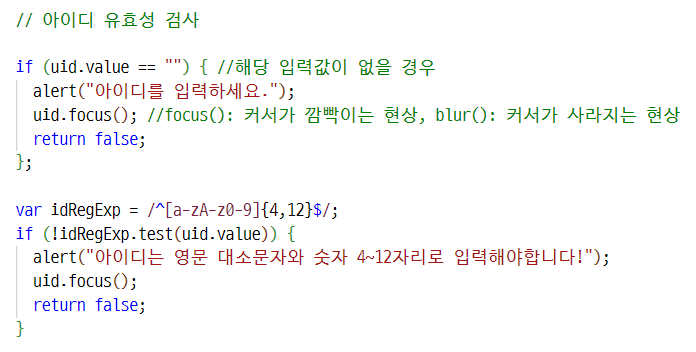 // 아이디 유효성 검사
if (uid.value == "") { //해당 입력값이 없을 경우
alert("아이디를 입력하세요.");
uid.focus(); //focus(): 커서가 깜빡이는 현상, blur(): 커서가 사라지는 현상
return false;
};
var idRegExp = /^[a-zA-z0-9]{4,12}$/;
if (!idRegExp.test(uid.value)) {
alert("아이디는 영문 대소문자와 숫자 4~12자리로 입력해야합니다!");
uid.focus();
return false;
}